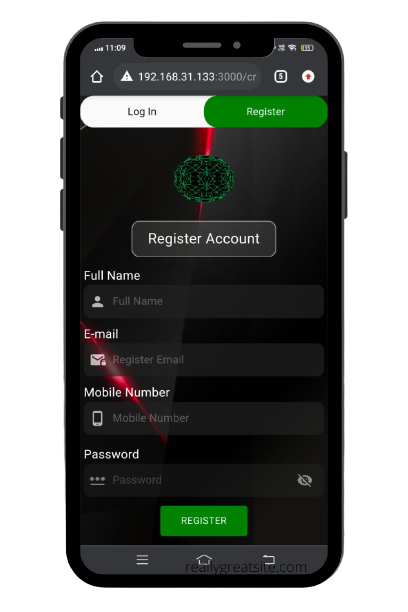 11:09
192.168.31.133:3000/cr
5
Log In
Register
Register Account
Full Name
Full Name
E-mail
Register Email
Mobile Number
Mobile Number
Password
Password
REGISTER
reallygreatsite.com